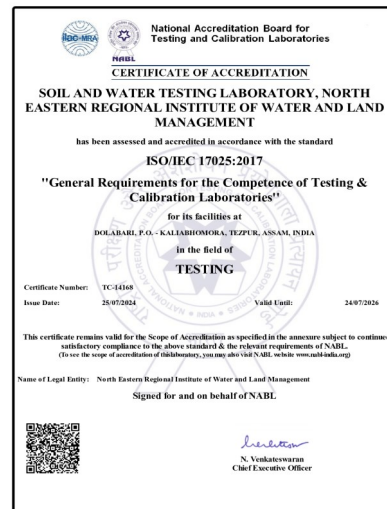 ilac-MRA
NABL
National Accreditation Board for
Testing and Calibration Laboratories
CERTIFICATE OF ACCREDITATION
SOIL AND WATER TESTING LABORATORY, NORTH
EASTERN REGIONAL INSTITUTE OF WATER AND LAND
MANAGEMENT
has been assessed and accredited in accordance with the standard
ISO/IEC 17025:2017
"General Requirements for the Competence of Testing &
Calibration Laboratories"
for its facilities at
DOLABARI, P.O. - KALIABHOMORA, TEZPUR, ASSAM, INDIA
in the field of
TESTING
Certificate Number: TC-14168
Issue Date: 25/07/2024 Valid Until: 24/07/2026
This certificate remains valid for the Scope of Accreditation as specified in the annexure subject to continue
satisfactory compliance to the above standard & the relevant requirements of NABL.
(To see the scope of accreditation of this laboratory, you may also visit NABL website www.nabl-india.org)
Name of Legal Entity: North Eastern Regional Institute of Water and Land Management
Signed for and on behalf of NABL
N. Venkateswaran
Chief Executive Officer